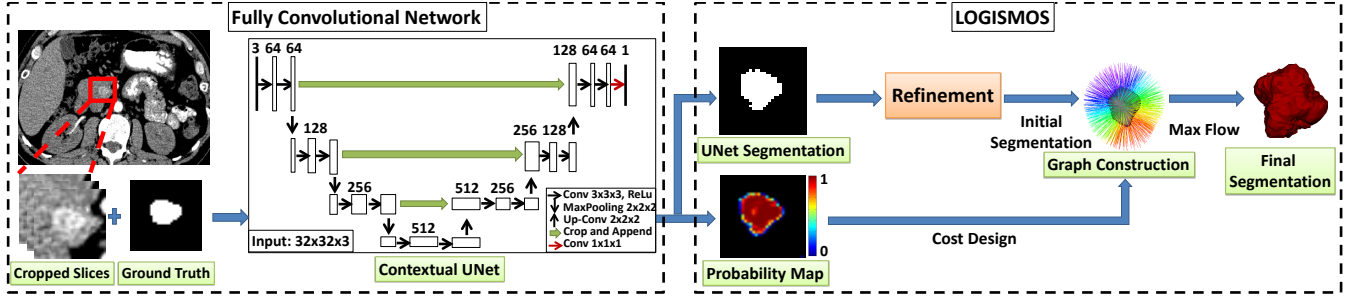 Fully Convolutional Network
LOGISMOS
3 64 64
128 64 64 1
128
256 128
256
512 256
512
Input: 32x32x3
Conv 3x3x3, ReLu
MaxPooling 2x2x2
Up-Conv 2x2x2
Crop and Append
Conv 1x1x1
Cropped Slices
+
Ground Truth
Contextual UNet
UNet Segmentation
Refinement
Initial
Segmentation
Graph Construction
Max Flow
Final
Segmentation
1
0
Probability Map
Cost Design